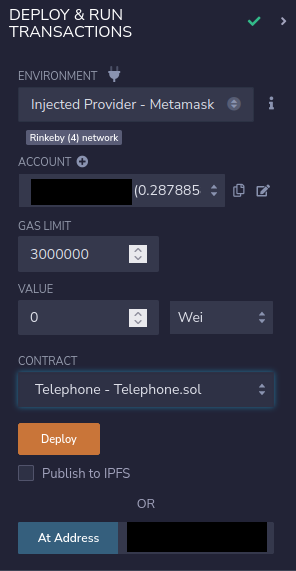 DEPLOY & RUN
TRANSACTIONS
ENVIRONMENT
Injected Provider - Metamask
Rinkeby (4) network
ACCOUNT
(0.287885
GAS LIMIT
3000000
VALUE
0
Wei
CONTRACT
Telephone - Telephone.sol
Deploy
Publish to IPFS
OR
At Address